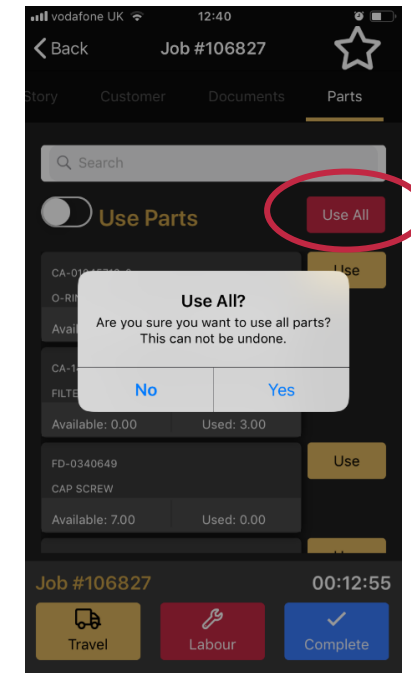 vodafone UK 12:40
Back Job #106827
Story Customer Documents Parts
Search
Use Parts Use All
Use
Use All?
Are you sure you want to use all parts?
This can not be undone.
No Yes
FILTE
Available: 0.00 Used: 3.00
FD-0340649 Use
CAP SCREW
Available: 7.00 Used: 0.00
Job #106827 00:12:55
Travel Labour Complete